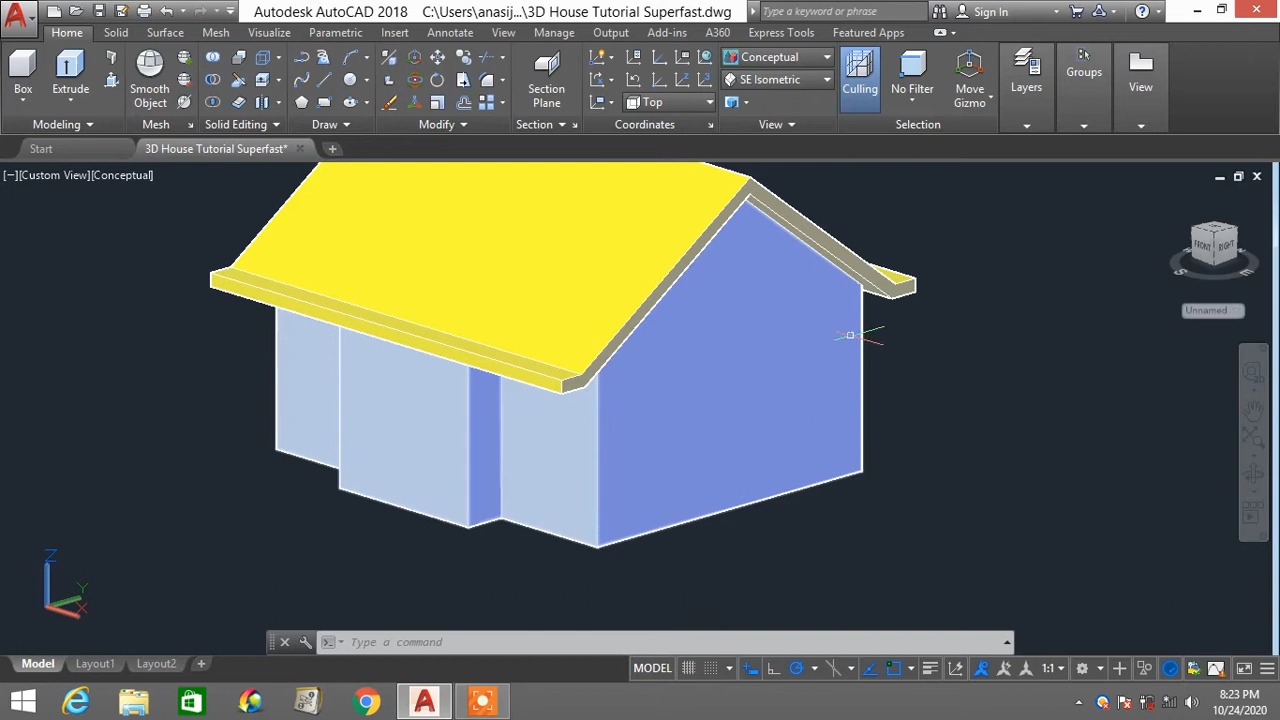 Autodesk AutoCAD 2018 C:\Users\anasij...\3D House Tutorial Superfast.dwg Type a keyword or phrase Sign In
Home Solid Surface Mesh Visualize Parametric Insert Annotate View Manage Output Add-ins A360 Express Tools Featured Apps
Box Extrude Smooth Object Section Plane Conceptual SE Isometric Top Culling No Filter Move Gizmo Layers Groups View
Modeling Mesh Solid Editing Draw Modify Section Coordinates View Selection
Start 3D House Tutorial Superfast*
[−][Custom View][Conceptual]
FRONT RIGHT
S E
Unnamed
Z
Y
X
Type a command
Model Layout1 Layout2 MODEL 1:1
8:23 PM
10/24/2020